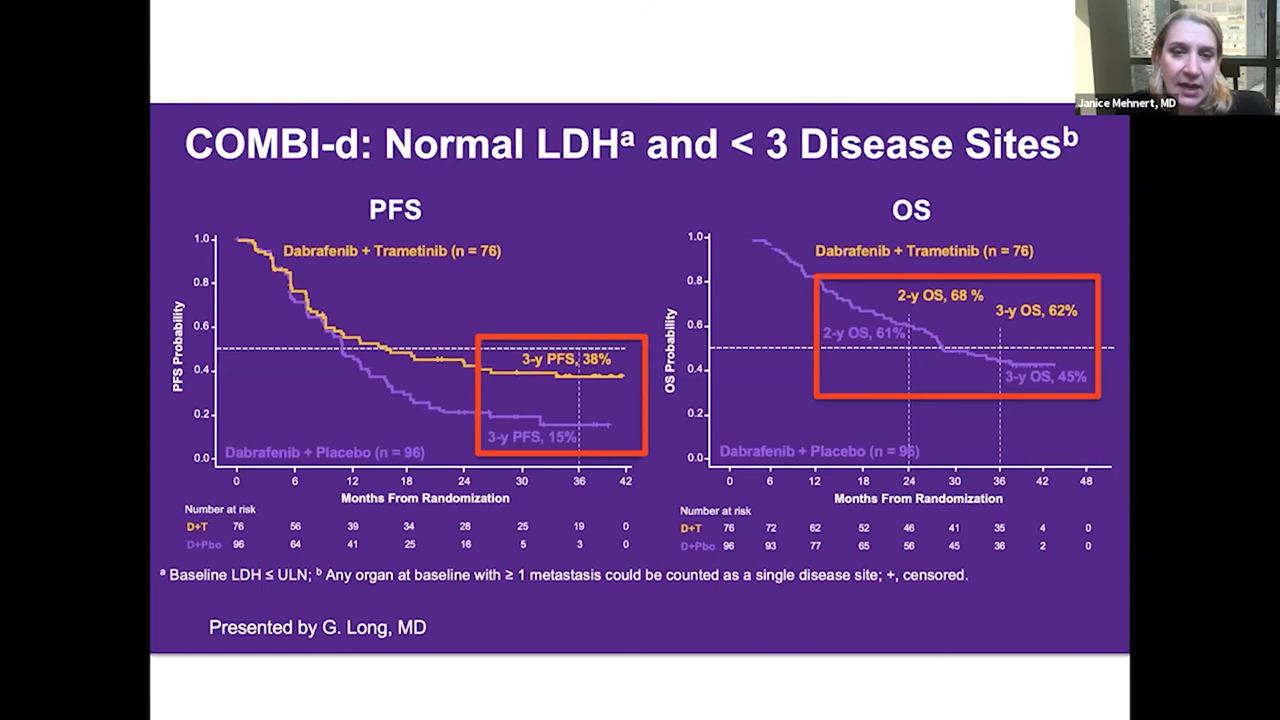 Janice Mehnert, MD
COMBI-d: Normal LDHᵃ and < 3 Disease Sitesᵇ
PFS
PFS Probability
1.0
0.8
0.6
0.4
0.2
0.0
Dabrafenib + Trametinib (n = 76)
3-y PFS, 38%
3-y PFS, 15%
Dabrafenib + Placebo (n = 96)
0 6 12 18 24 30 36 42
Months From Randomization
Number at risk
D+T 76 56 39 34 28 25 19 0
D+Pbo 96 64 41 25 16 5 3 0
OS
OS Probability
1.0
0.8
0.6
0.4
0.2
0.0
Dabrafenib + Trametinib (n = 76)
2-y OS, 68 %
3-y OS, 62%
2-y OS, 61%
3-y OS, 45%
Dabrafenib + Placebo (n = 96)
0 6 12 18 24 30 36 42 48
Months From Randomization
Number at risk
D+T 76 72 62 52 46 41 35 4 0
D+Pbo 96 93 77 65 56 45 36 2 0
ᵃ Baseline LDH ≤ ULN; ᵇ Any organ at baseline with ≥ 1 metastasis could be counted as a single disease site; +, censored.
Presented by G. Long, MD